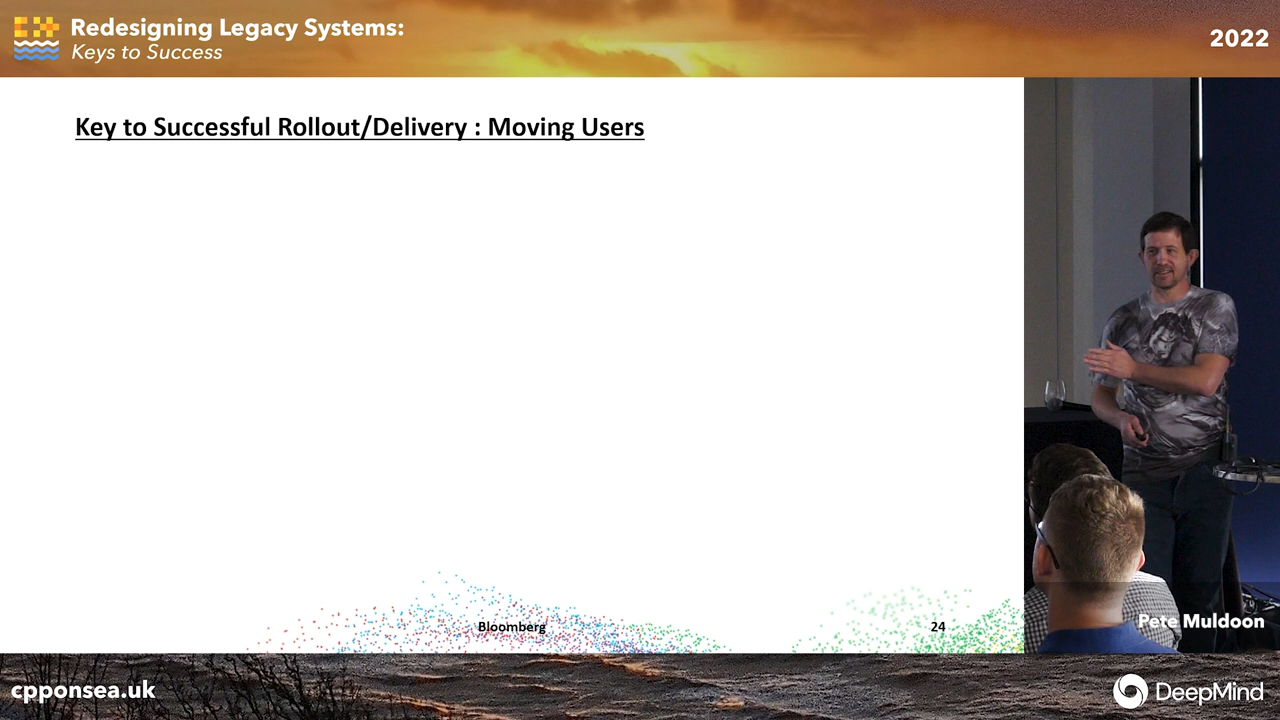 Redesigning Legacy Systems:
Keys to Success
2022
Key to Successful Rollout/Delivery : Moving Users
Bloomberg
24
Pete Muldoon
cpponsea.uk
DeepMind